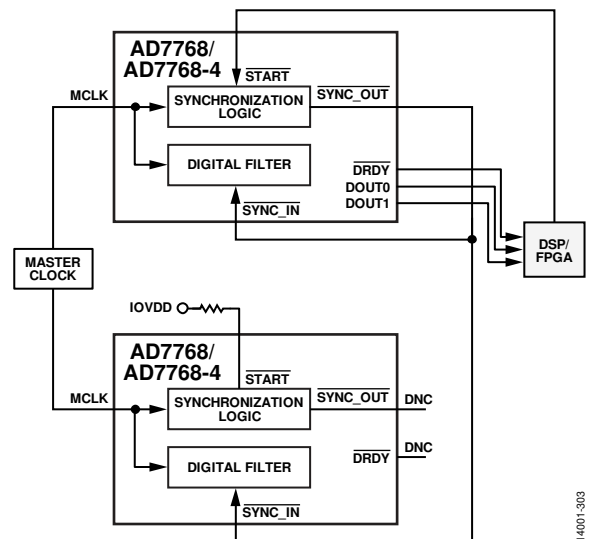 AD7768/
AD7768-4
START
MCLK
SYNCHRONIZATION
LOGIC
SYNC_OUT
DIGITAL FILTER
DRDY
DOUT0
DOUT1
SYNC_IN
DSP/
FPGA
MASTER
CLOCK
IOVDD
AD7768/
AD7768-4
START
MCLK
SYNCHRONIZATION
LOGIC
SYNC_OUT
DNC
DIGITAL FILTER
DRDY
DNC
SYNC_IN
14001-303